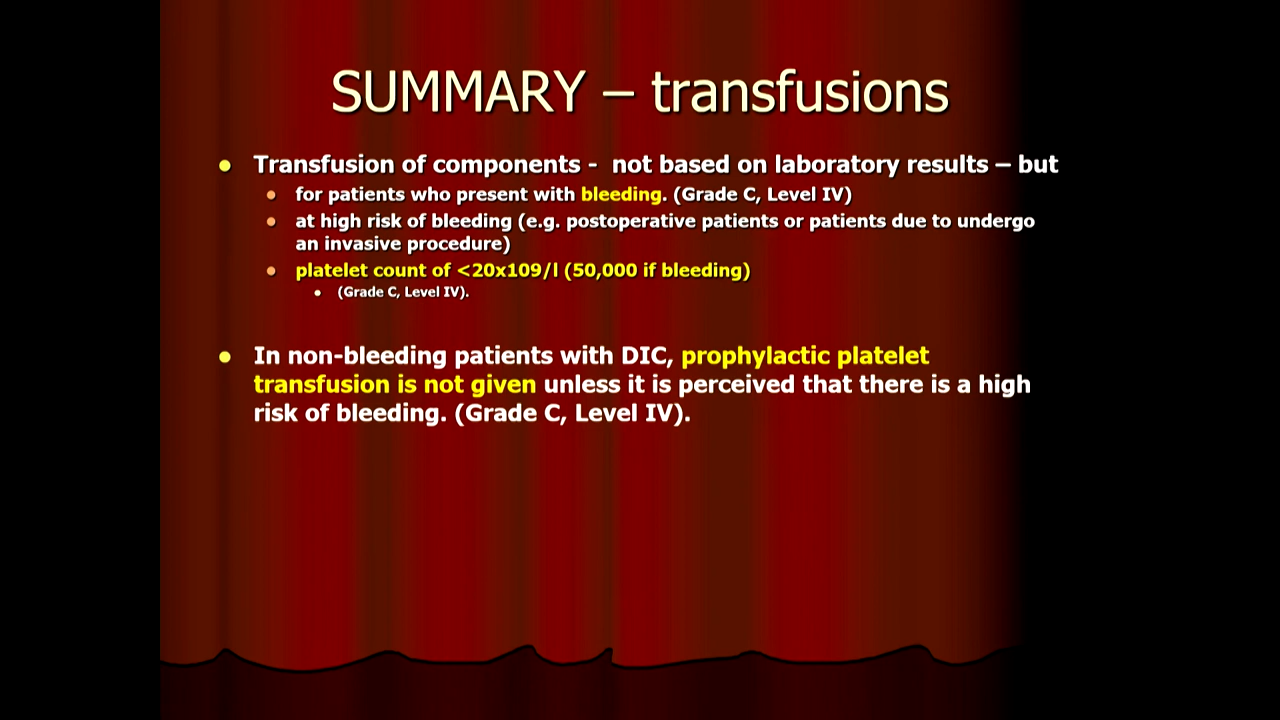 SUMMARY – transfusions
Transfusion of components -  not based on laboratory results – but
for patients who present with bleeding. (Grade C, Level IV)
at high risk of bleeding (e.g. postoperative patients or patients due to undergo
an invasive procedure)
platelet count of <20x109/l (50,000 if bleeding)
(Grade C, Level IV).
In non-bleeding patients with DIC, prophylactic platelet
transfusion is not given unless it is perceived that there is a high
risk of bleeding. (Grade C, Level IV).